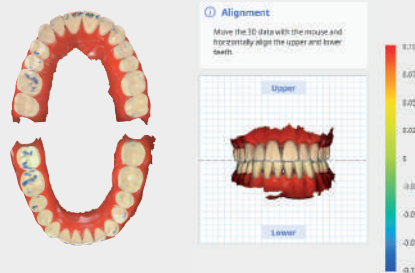 Alignment
Move the 3D data with the mouse and
horizontally align the upper and lower
teeth.
Upper
Lower
0